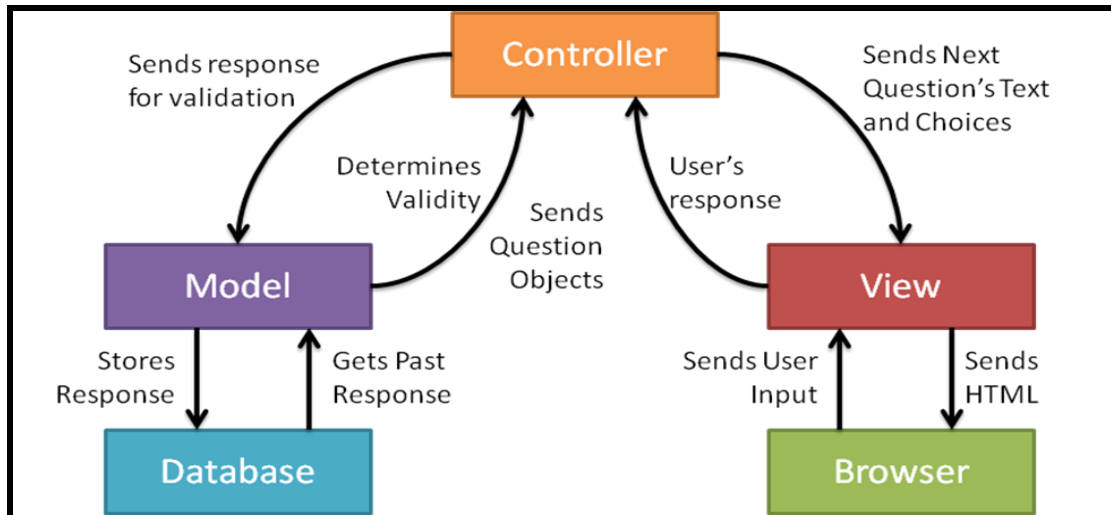 Controller
Sends response
for validation
Sends Next
Question's Text
and Choices
Determines
Validity
User's
response
Sends
Question
Objects
Model
View
Stores
Response
Gets Past
Response
Sends User
Input
Sends
HTML
Database
Browser